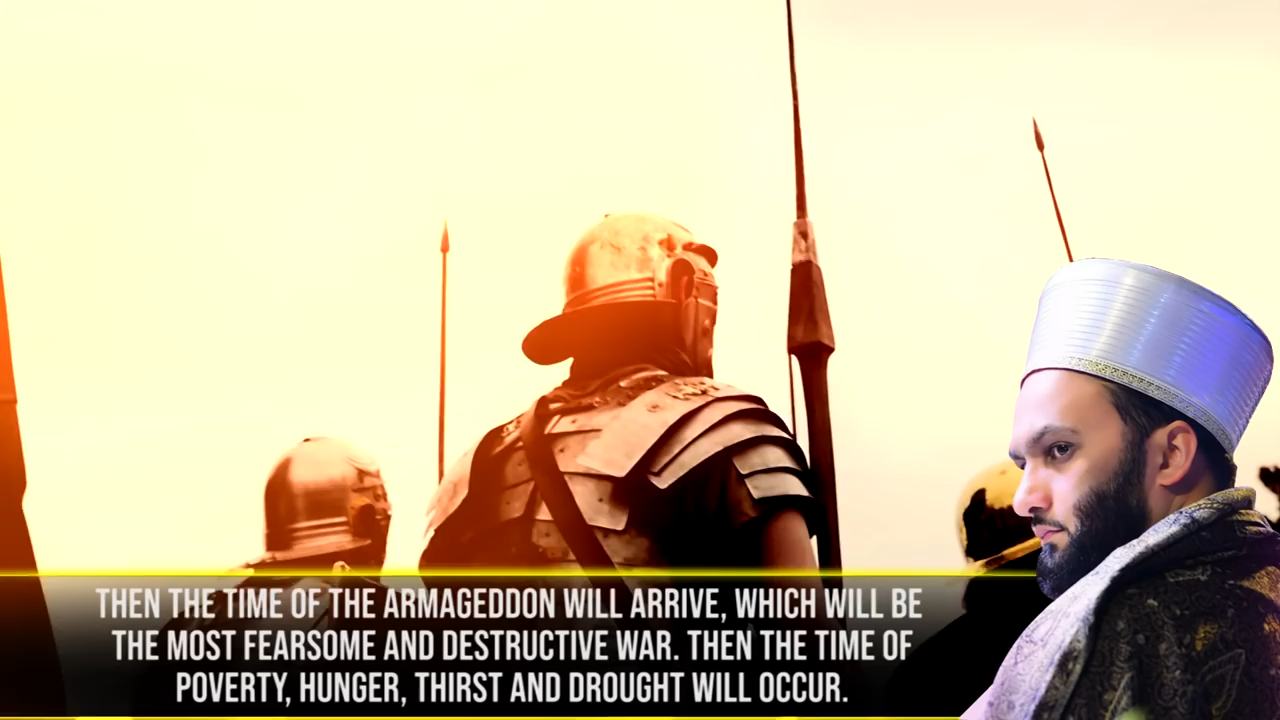 THEN THE TIME OF THE ARMAGEDDON WILL ARRIVE, WHICH WILL BE
THE MOST FEARSOME AND DESTRUCTIVE WAR. THEN THE TIME OF
POVERTY, HUNGER, THIRST AND DROUGHT WILL OCCUR.